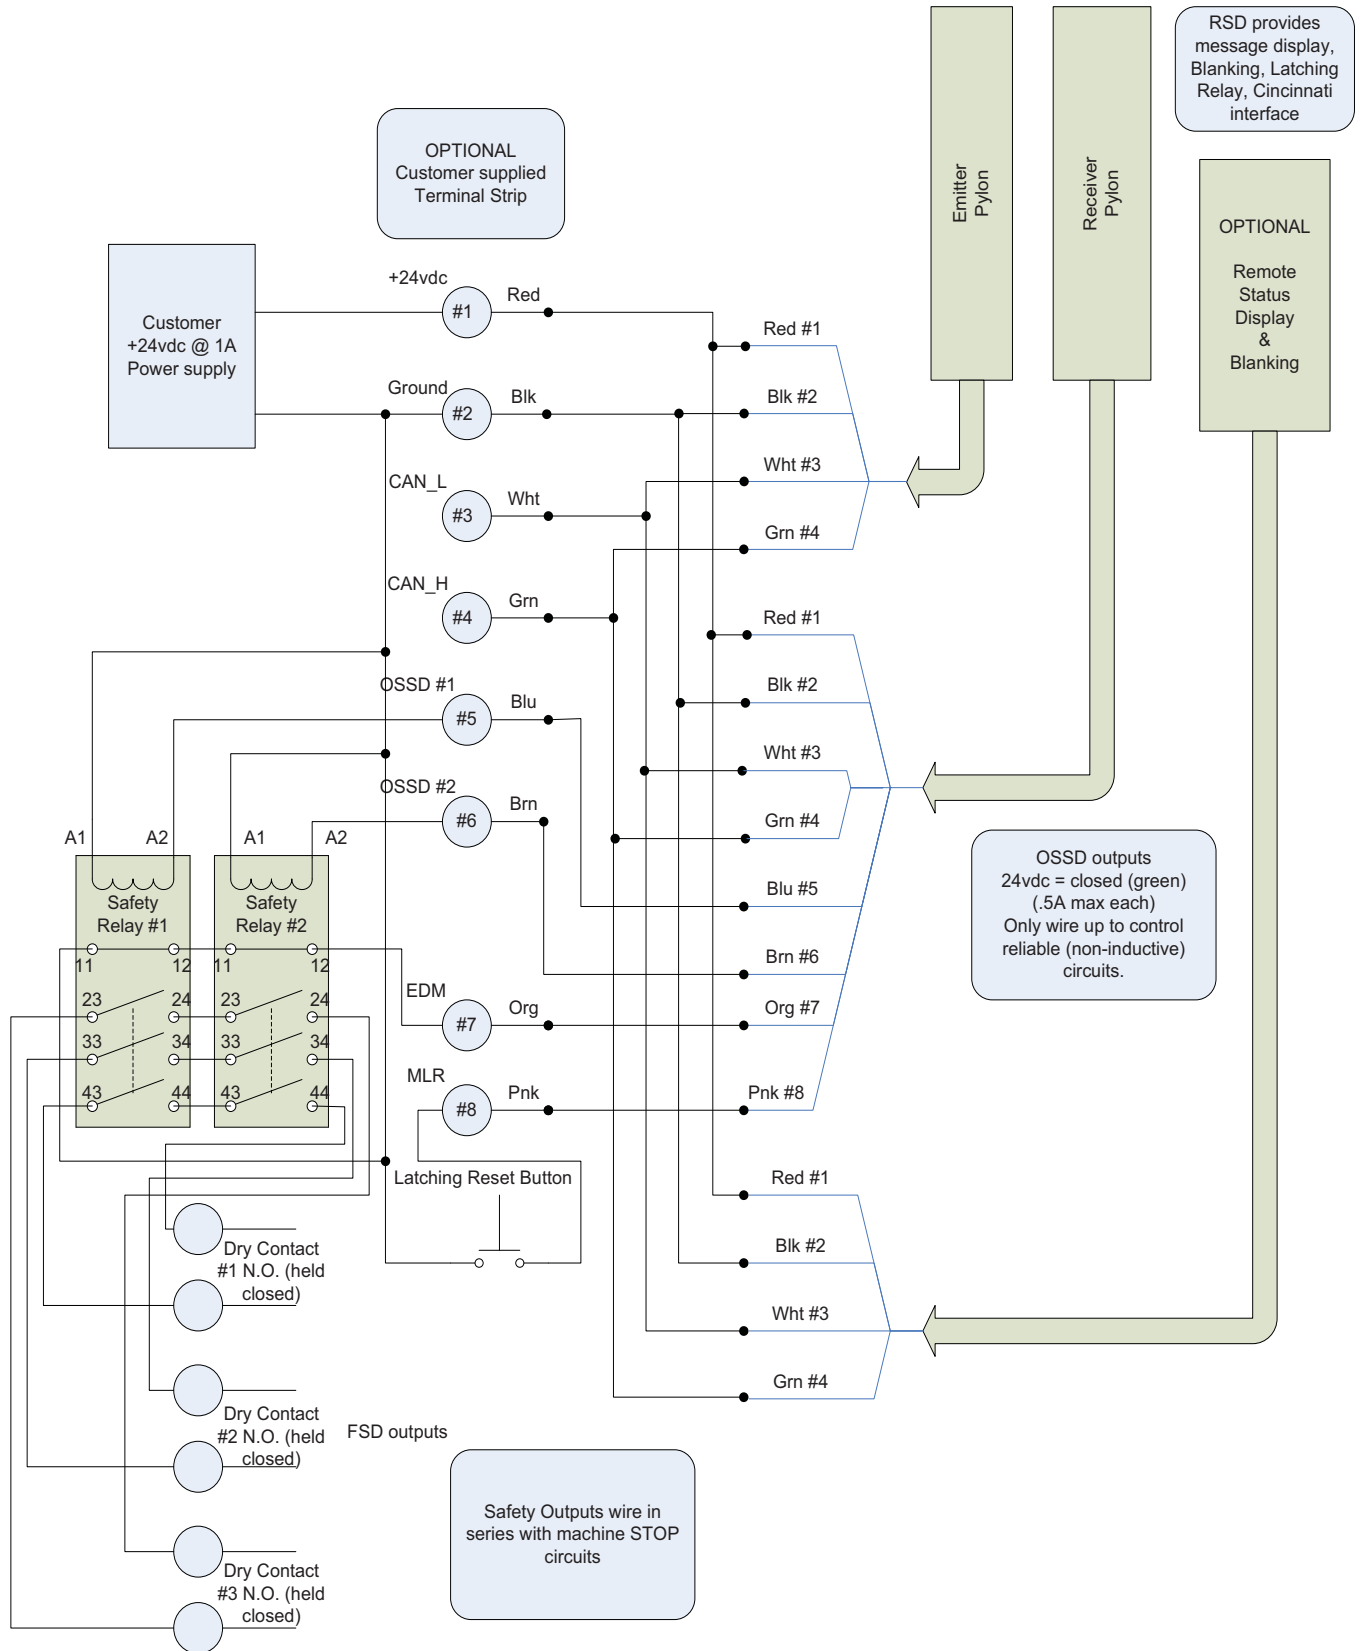 RSD provides
message display,
Blanking, Latching
Relay, Cincinnati
interface
OPTIONAL
Customer supplied
Terminal Strip
Emitter
Pylon
Receiver
Pylon
OPTIONAL
Remote
Status
Display
&
Blanking
Customer
+24vdc @ 1A
Power supply
+24vdc
#1
Red
Ground
#2
Blk
CAN_L
#3
Wht
CAN_H
#4
Grn
OSSD #1
#5
Blu
OSSD #2
#6
Brn
EDM
#7
Org
MLR
#8
Pnk
Latching Reset Button
Red #1
Blk #2
Wht #3
Grn #4
Red #1
Blk #2
Wht #3
Grn #4
Blu #5
Brn #6
Org #7
Pnk #8
Red #1
Blk #2
Wht #3
Grn #4
OSSD outputs
24vdc = closed (green)
(.5A max each)
Only wire up to control
reliable (non-inductive)
circuits.
A1
A2
A1
A2
Safety
Relay #1
Safety
Relay #2
11
12
11
12
23
24
23
24
33
34
33
34
43
44
43
44
Dry Contact
#1 N.O. (held
closed)
Dry Contact
#2 N.O. (held
closed)
FSD outputs
Dry Contact
#3 N.O. (held
closed)
Safety Outputs wire in
series with machine STOP
circuits